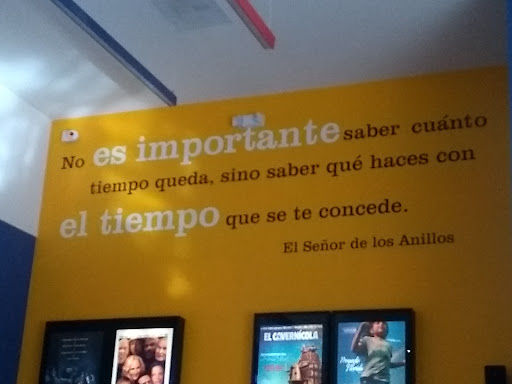 No es importante saber cuánto
tiempo queda, sino saber qué haces con
el tiempo que se te concede.
El Señor de los Anillos
EL COVERNÍCOLA